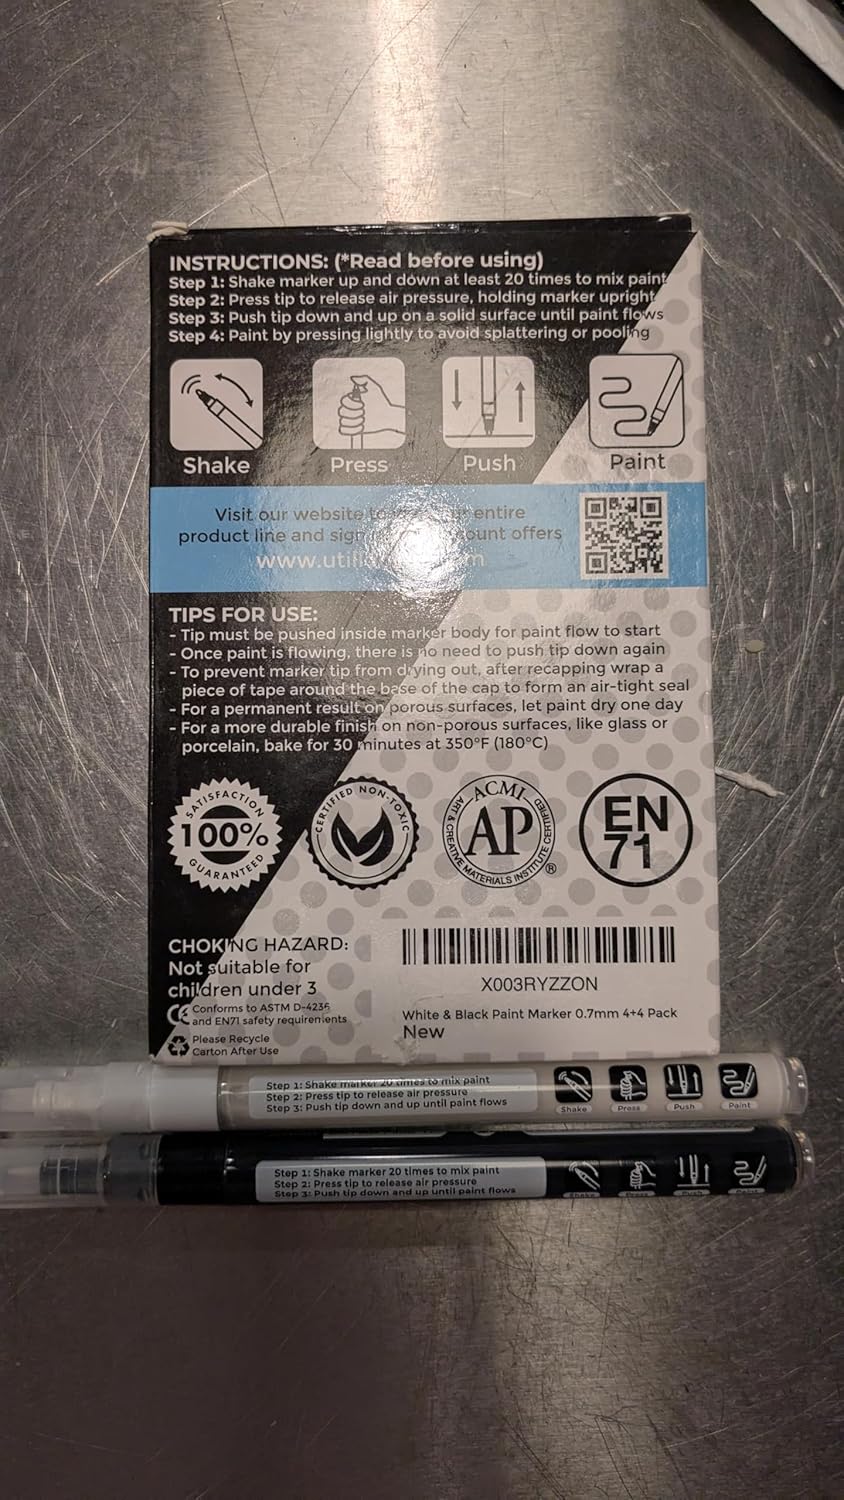 INSTRUCTIONS: (*Read before using)
Step 1: Shake marker up and down at least 20 times to mix paint
Step 2: Press tip to release air pressure, holding marker upright
Step 3: Push tip down and up on a solid surface until paint flows
Step 4: Paint by pressing lightly to avoid splattering or pooling
Shake Press Push Paint
Visit our website to entire
product line and sign offers
TIPS FOR USE:
- Tip must be pushed inside marker body for paint flow to start
- Once paint is flowing, there is no need to push tip down again
- To prevent marker tip from drying out, after recapping wrap a
piece of tape around the base of the cap to form an air-tight seal
- For a permanent result on porous surfaces, let paint dry one day
- For a more durable finish on non-porous surfaces, like glass or
porcelain, bake for 30 minutes at 350°F (180°C)
SATISFACTION
100%
GUARANTEED
CERTIFIED NON-TOXIC
ACMI
AP
ART & CREATIVE MATERIALS INSTITUTE CERTIFIED
®
EN
71
CHOKING HAZARD:
Not suitable for
children under 3
CE Conforms to ASTM D-4236
and EN71 safety requirements
Please Recycle
Carton After Use
X003RYZZON
White & Black Paint Marker 0.7mm 4+4 Pack
New
Step 1: Shake marker 20 times to mix paint
Step 2: Press tip to release air pressure
Step 3: Push tip down and up until paint flows
Shake Press Push Paint
Step 1: Shake marker 20 times to mix paint
Step 2: Press tip to release air pressure
Step 3: Push tip down and up until paint flows
Shake Press Push Paint